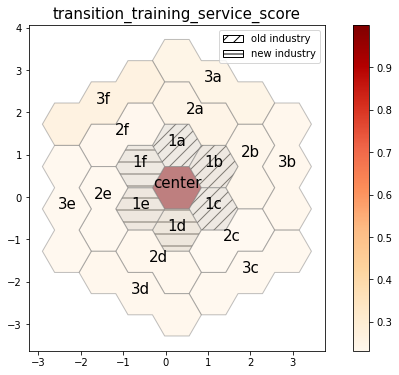 transition_training_service_score
old industry
new industry
3a
3f
2a
2f
1a
2b
1f
1b
3b
center
2e
3e
1e
1c
1d
2c
2d
3c
3d
4
3
2
1
0
−1
−2
−3
−3
−2
−1
0
1
2
3
0.9
0.8
0.7
0.6
0.5
0.4
0.3